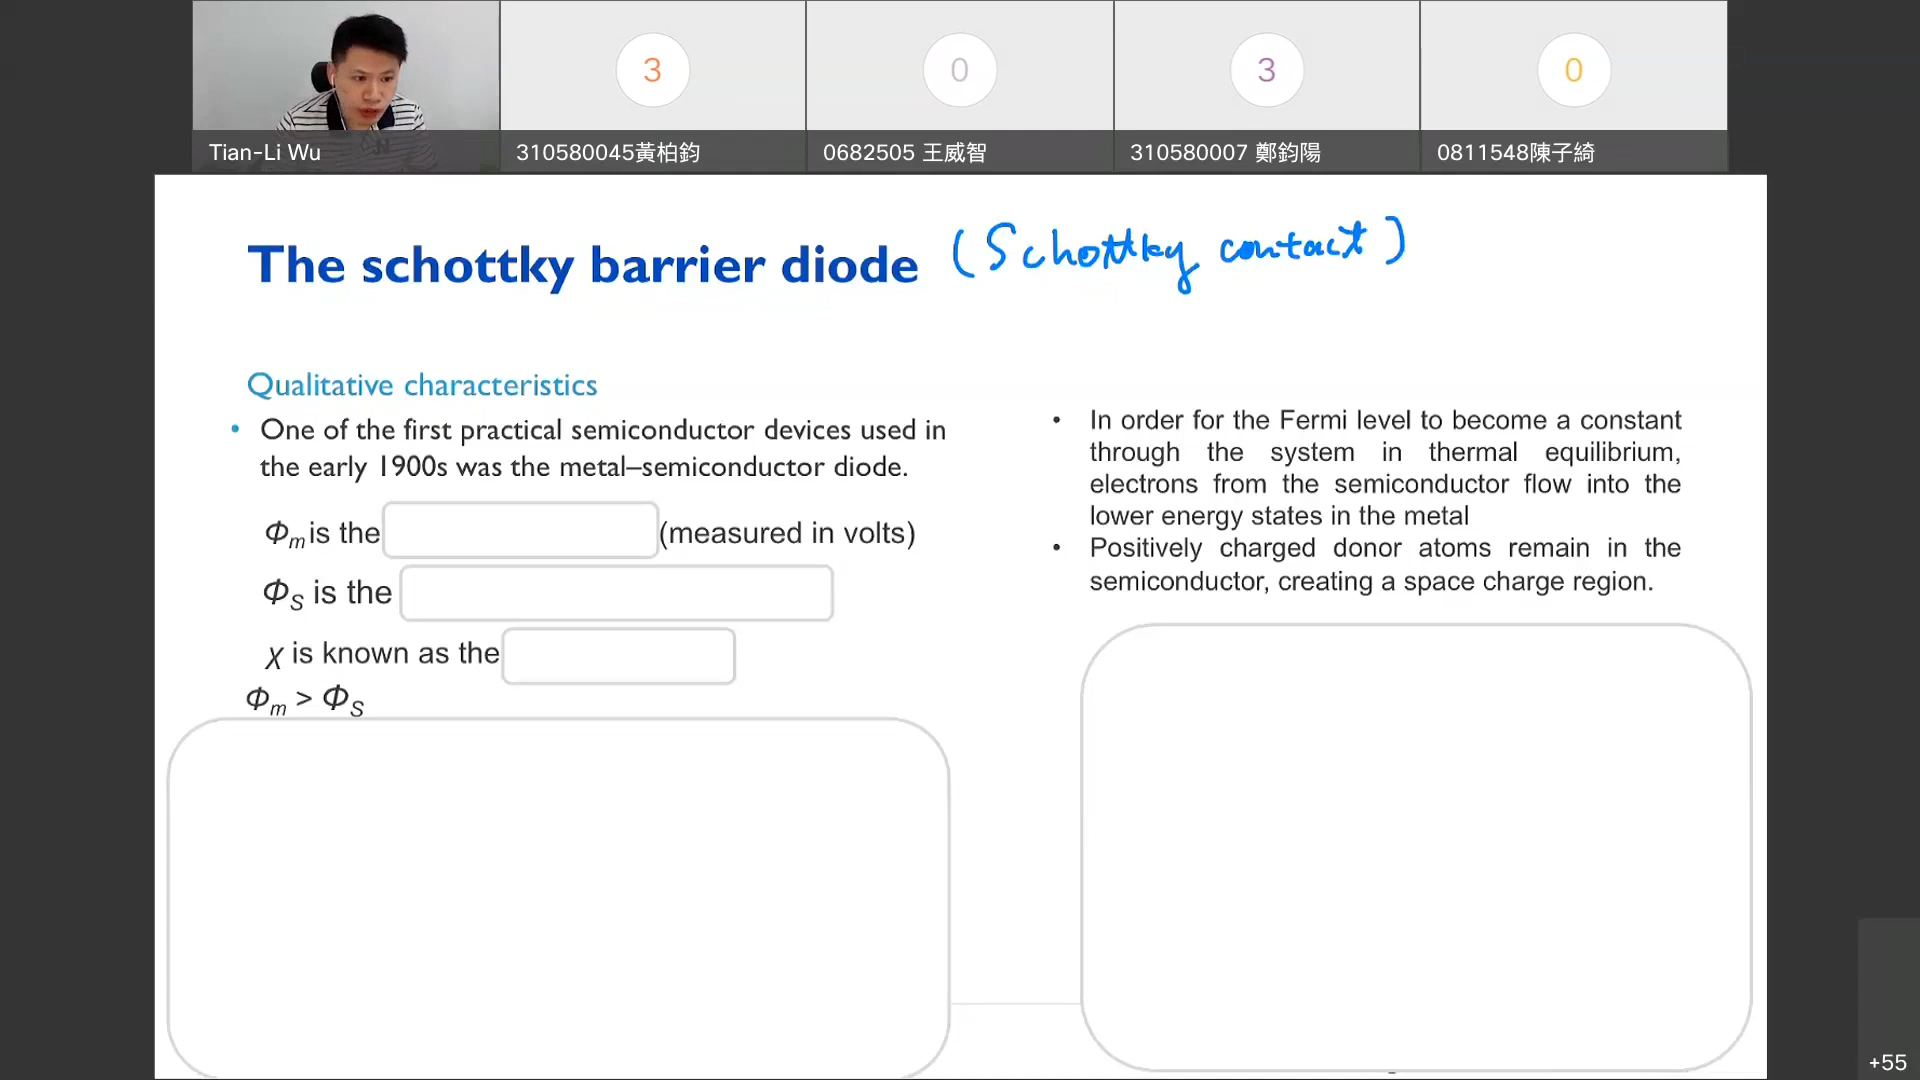 3
0
3
0
Tian-Li Wu
310580045黃柏鈞
0682505 王威智
310580007 鄭鈞陽
0811548陳子綺
The schottky barrier diode (Schottky contact)
Qualitative characteristics
• One of the first practical semiconductor devices used in
the early 1900s was the metal–semiconductor diode.
Φm is the (measured in volts)
ΦS is the
χ is known as the
Φm > ΦS
• In order for the Fermi level to become a constant
through the system in thermal equilibrium,
electrons from the semiconductor flow into the
lower energy states in the metal
• Positively charged donor atoms remain in the
semiconductor, creating a space charge region.
+55